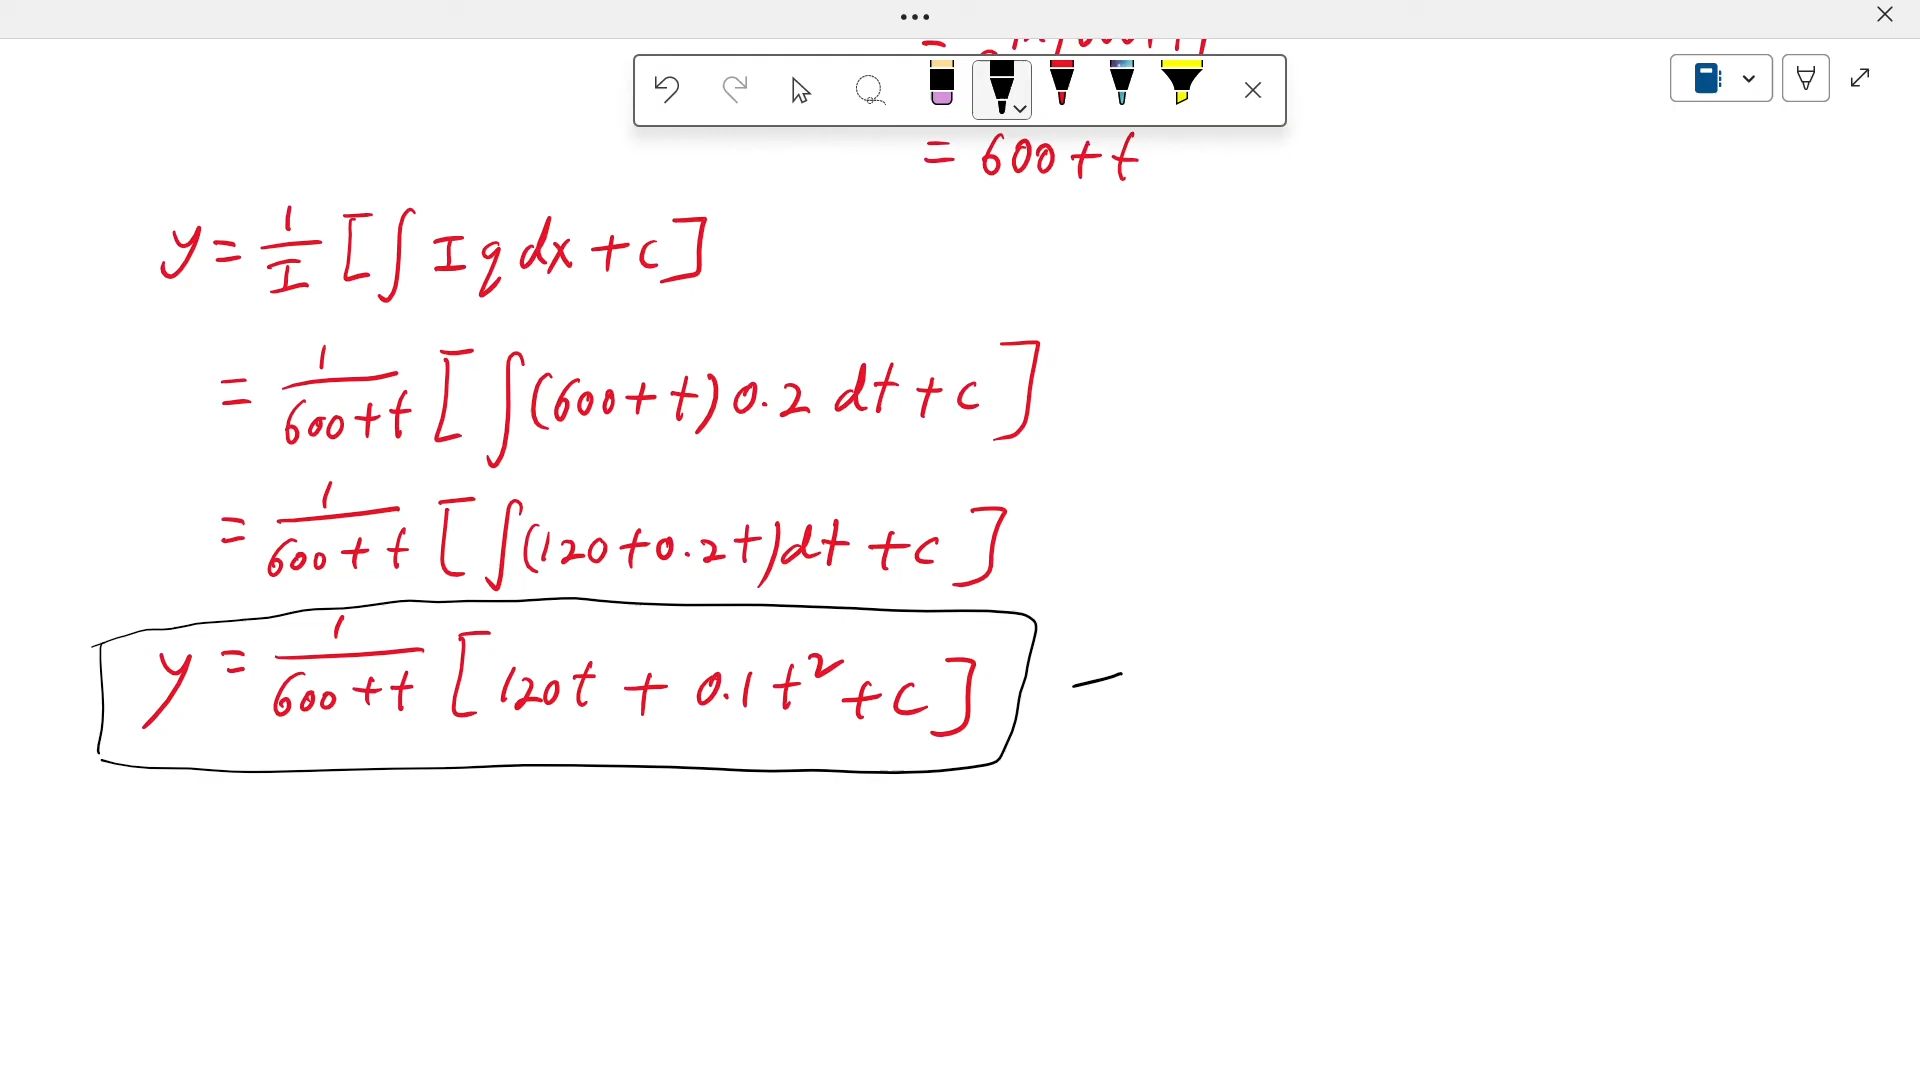 = 600 + t
y = 1/I [∫ I q dx + c]
= 1/(600 + t) [∫(600 + t) 0.2 dt + c]
= 1/(600 + t) [∫(120 + 0.2t) dt + c]
y = 1/(600 + t) [120t + 0.1t² + c] —